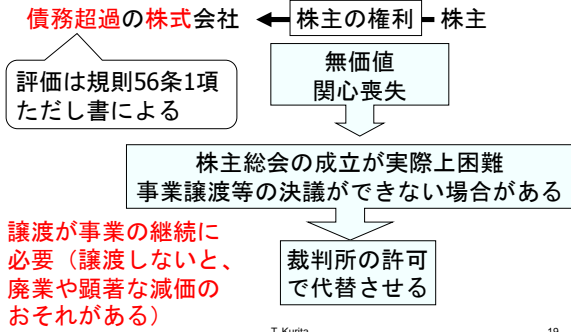 債務超過の株式会社
株主の権利
株主
評価は規則56条1項
ただし書による
無価値
関心喪失
株主総会の成立が実際上困難
事業譲渡等の決議ができない場合がある
譲渡が事業の継続に
必要（譲渡しないと、
廃業や顕著な減価の
おそれがある）
裁判所の許可
で代替させる
T. Kurita
19